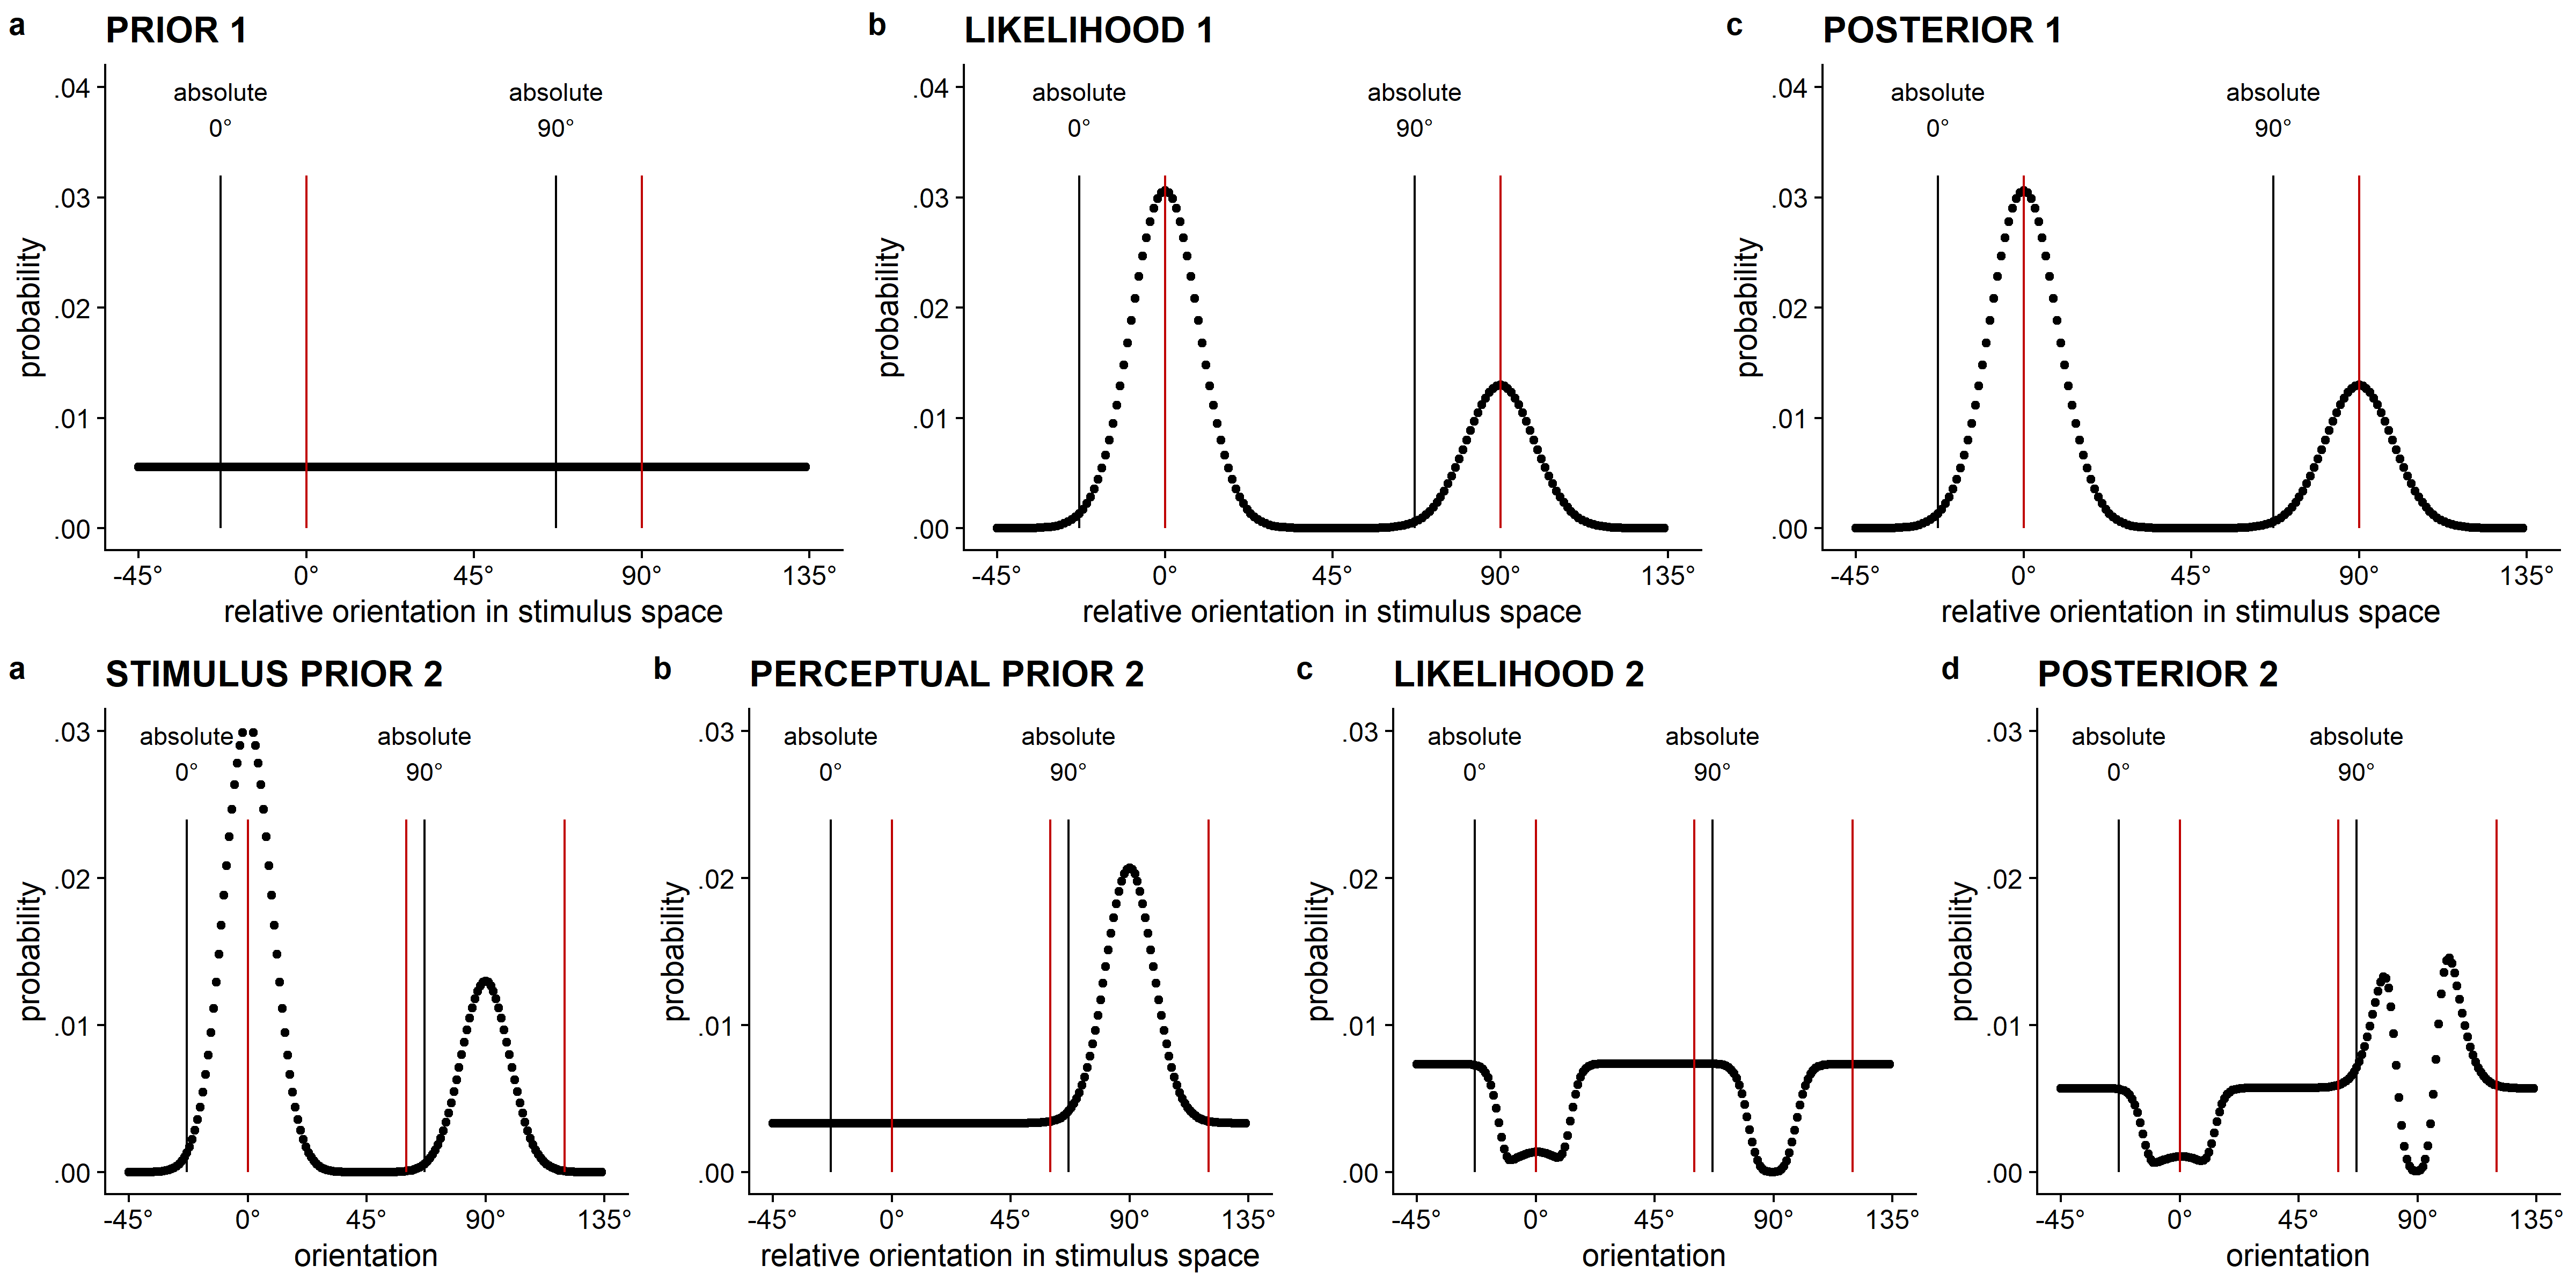 a PRIOR 1
.04
.03
.02
.01
.00
absolute absolute
0° 90°
probability
-45° 0° 45° 90° 135°
relative orientation in stimulus space
b LIKELIHOOD 1
.04
.03
.02
.01
.00
absolute absolute
0° 90°
probability
-45° 0° 45° 90° 135°
relative orientation in stimulus space
c POSTERIOR 1
.04
.03
.02
.01
.00
absolute absolute
0° 90°
probability
-45° 0° 45° 90° 135°
relative orientation in stimulus space
a STIMULUS PRIOR 2
.03
.02
.01
.00
absolute absolute
0° 90°
probability
-45° 0° 45° 90° 135°
orientation
b PERCEPTUAL PRIOR 2
.03
.02
.01
.00
absolute absolute
0° 90°
probability
-45° 0° 45° 90° 135°
relative orientation in stimulus space
c LIKELIHOOD 2
.03
.02
.01
.00
absolute absolute
0° 90°
probability
-45° 0° 45° 90° 135°
orientation
d POSTERIOR 2
.03
.02
.01
.00
absolute absolute
0° 90°
probability
-45° 0° 45° 90° 135°
orientation